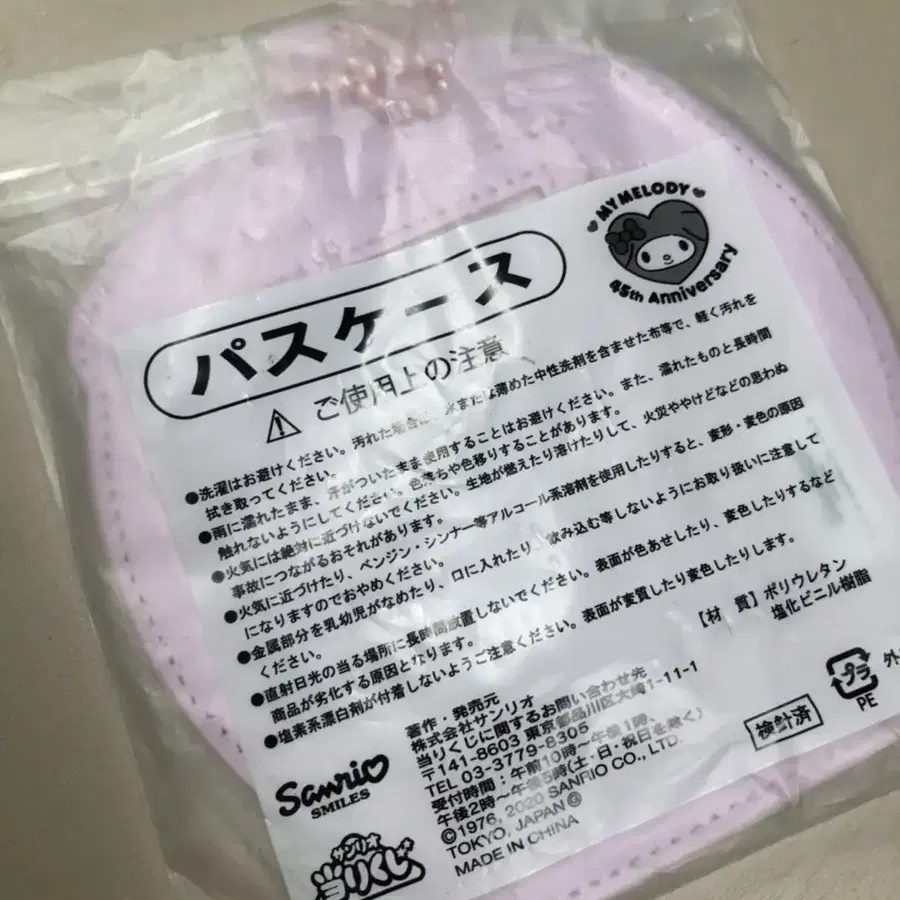 MY MELODY
45th Anniversary
パスケース
ご使用上の注意
●洗濯はお避けください。汚れた場合は、水または薄めた中性洗剤を含ませた布等で、軽く汚れを
拭き取ってください。
●雨に濡れたまま、汗がついたまま使用することはお避けください。また、濡れたものと長時間
触れないようにしてください。色落ちや色移りすることがあります。
●火気には絶対に近づけないでください。生地が燃えたり溶けたりして、火災ややけどなどの思わぬ
事故につながるおそれがあります。
●火気に近づけたり、ベンジン・シンナー等アルコール系溶剤を使用したりすると、変形・変色の原因
になりますのでおやめください。
●金属部分を乳幼児がなめたり、口に入れたり、飲み込む等しないようにお取り扱いに注意して
ください。
●直射日光の当る場所に長時間放置しないでください。表面が色あせしたり、変色したりするなど
商品が劣化する原因となります。
●塩素系漂白剤が付着しないようご注意ください。表面が変質したり変色したりします。
【材 質】ポリウレタン
塩化ビニル樹脂
著作・発売元
株式会社サンリオ
当りくじに関するお問い合わせ先
〒141-8603 東京都品川区大崎1-11-1
TEL 03-3779-8305
受付時間:午前10時〜午後1時、
午後2時〜午後5時(土・日・祝日を除く)
©1976, 2020 SANRIO CO., LTD.
TOKYO, JAPAN Ⓖ
MADE IN CHINA
Sanrio
SMILES
サンリオ
当りくじ
検針済
プラ
PE
外